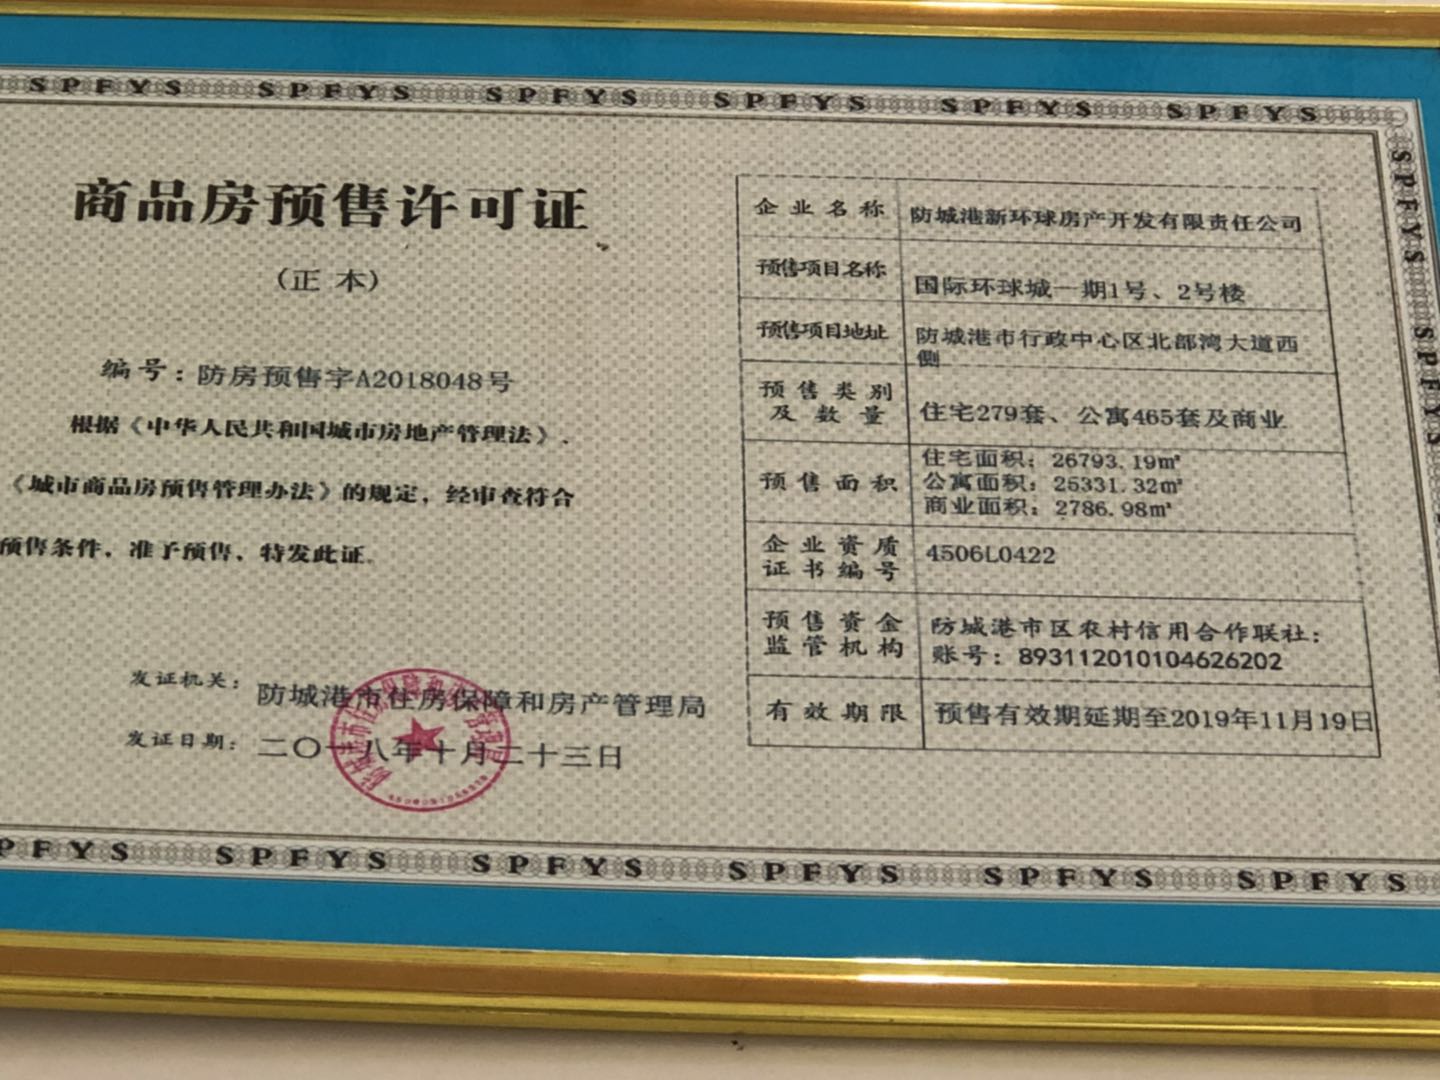 SPFYS SPFYS SPFYS SPFYS SPFYS SPFYS
商品房预售许可证
(正本)
编号：防房预售字A2018048号
根据《中华人民共和国城市房地产管理法》、
《城市商品房预售管理办法》的规定，经审查符合
预售条件，准予预售，特发此证。
发证机关：防城港市住房保障和房产管理局
发证日期：二〇一八年十月二十三日
企业名称 防城港新环球房产开发有限责任公司
预售项目名称 国际环球城一期1号、2号楼
预售项目地址 防城港市行政中心区北部湾大道西
侧
预售类别
及数量 住宅279套、公寓465套及商业
预售面积 住宅面积：26793.19㎡
公寓面积：25331.32㎡
商业面积：2786.98㎡
企业资质
证书编号 4506L0422
预售资金
监管机构 防城港市区农村信用合作联社：
账号：893112010104626202
有效期限 预售有效期延期至2019年11月19日
SPFYS SPFYS SPFYS
PFYS SPFYS SPFYS SPFYS SPFYS SPFYS